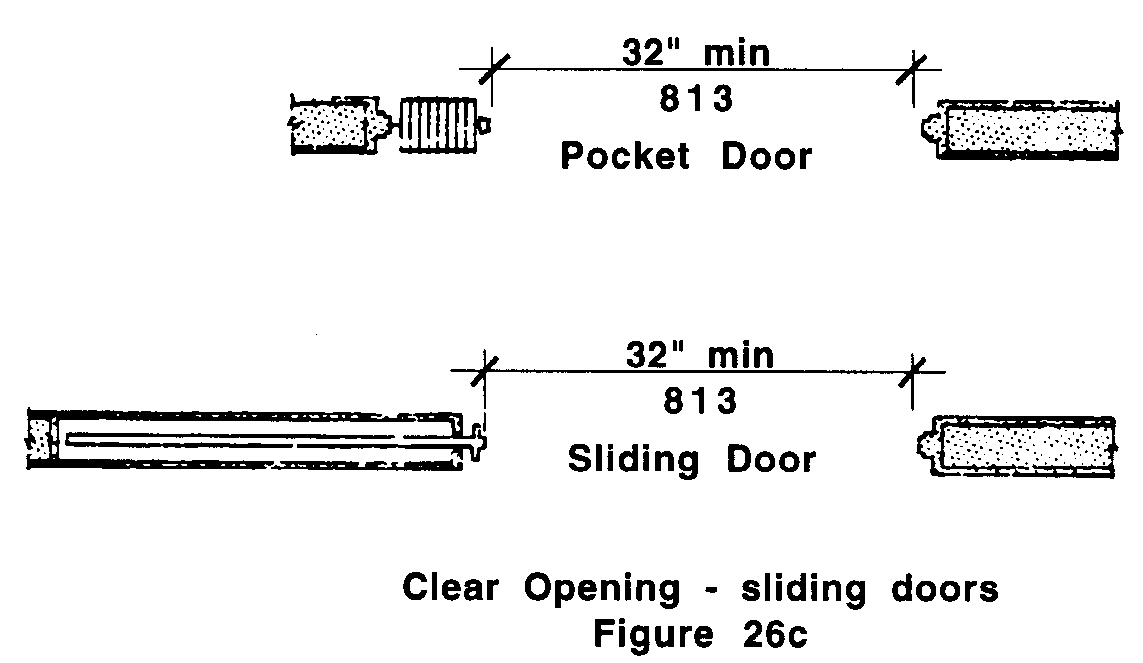 32" min
813
Pocket Door
32" min
813
Sliding Door
Clear Opening - sliding doors
Figure 26c